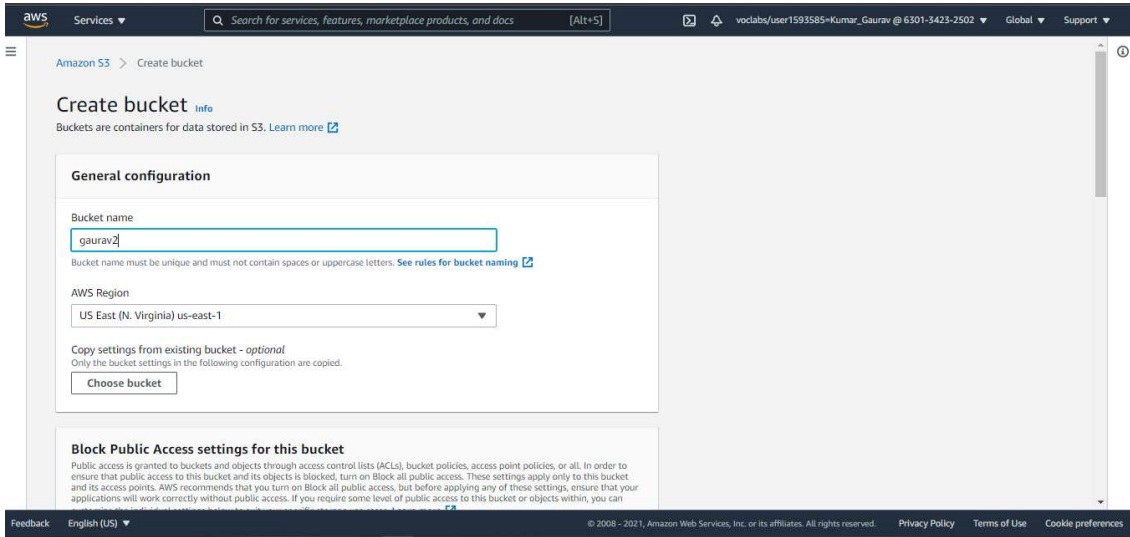 aws Services ▼ Search for services, features, marketplace products, and docs [Alt+S] voclabs/user1593585=Kumar_Gaurav @ 6301-3423-2502 ▼ Global ▼ Support ▼
Amazon S3 > Create bucket
Create bucket Info
Buckets are containers for data stored in S3. Learn more
General configuration
Bucket name
gaurav2
Bucket name must be unique and must not contain spaces or uppercase letters. See rules for bucket naming
AWS Region
US East (N. Virginia) us-east-1
Copy settings from existing bucket - optional
Only the bucket settings in the following configuration are copied.
Choose bucket
Block Public Access settings for this bucket
Public access is granted to buckets and objects through access control lists (ACLs), bucket policies, access point policies, or all. In order to
ensure that public access to this bucket and its objects is blocked, turn on Block all public access. These settings apply only to this bucket
and its access points. AWS recommends that you turn on Block all public access, but before applying any of these settings, ensure that your
applications will work correctly without public access. If you require some level of public access to this bucket or objects within, you can
Feedback English (US) ▼ © 2008 - 2021, Amazon Web Services, Inc. or its affiliates. All rights reserved. Privacy Policy Terms of Use Cookie preferences